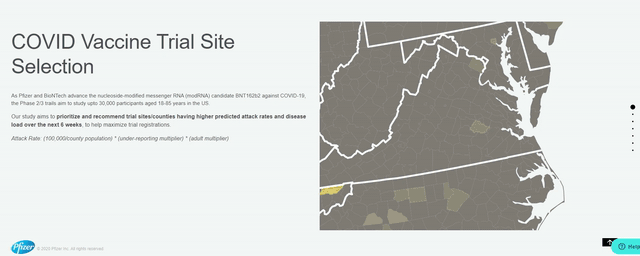 COVID Vaccine Trial Site
Selection
As Pfizer and BioNTech advance the nucleoside-modified messenger RNA (modRNA) candidate BNT162b2 against COVID-19,
the Phase 2/3 trails aim to study upto 30,000 participants aged 18-85 years in the US.
Our study aims to prioritize and recommend trial sites/counties having higher predicted attack rates and disease
load over the next 6 weeks, to help maximize trial registrations.
Attack Rate: (100,000/county population) * (under-reporting multiplier) * (adult multiplier)
Pfizer
© 2020 Pfizer Inc. All rights reserved